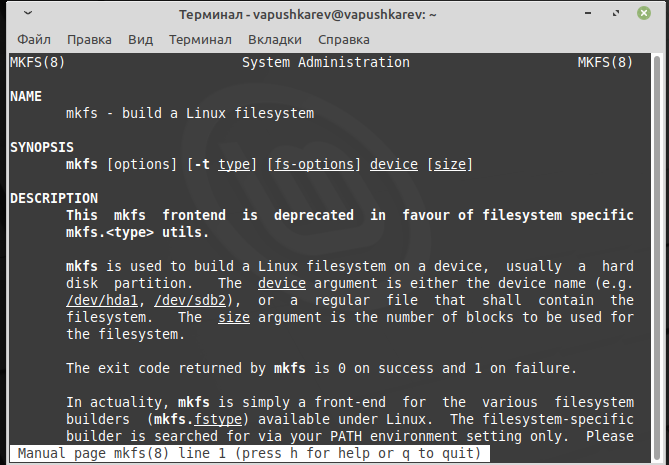 Терминал - vapushkarev@vapushkarev: ~
Файл Правка Вид Терминал Вкладки Справка
MKFS(8) System Administration MKFS(8)
NAME
mkfs - build a Linux filesystem
SYNOPSIS
mkfs [options] [-t type] [fs-options] device [size]
DESCRIPTION
This mkfs frontend is deprecated in favour of filesystem specific
mkfs.<type> utils.
mkfs is used to build a Linux filesystem on a device, usually a hard
disk partition. The device argument is either the device name (e.g.
/dev/hda1, /dev/sdb2), or a regular file that shall contain the
filesystem. The size argument is the number of blocks to be used for
the filesystem.
The exit code returned by mkfs is 0 on success and 1 on failure.
In actuality, mkfs is simply a front-end for the various filesystem
builders (mkfs.fstype) available under Linux. The filesystem-specific
builder is searched for via your PATH environment setting only. Please
Manual page mkfs(8) line 1 (press h for help or q to quit)